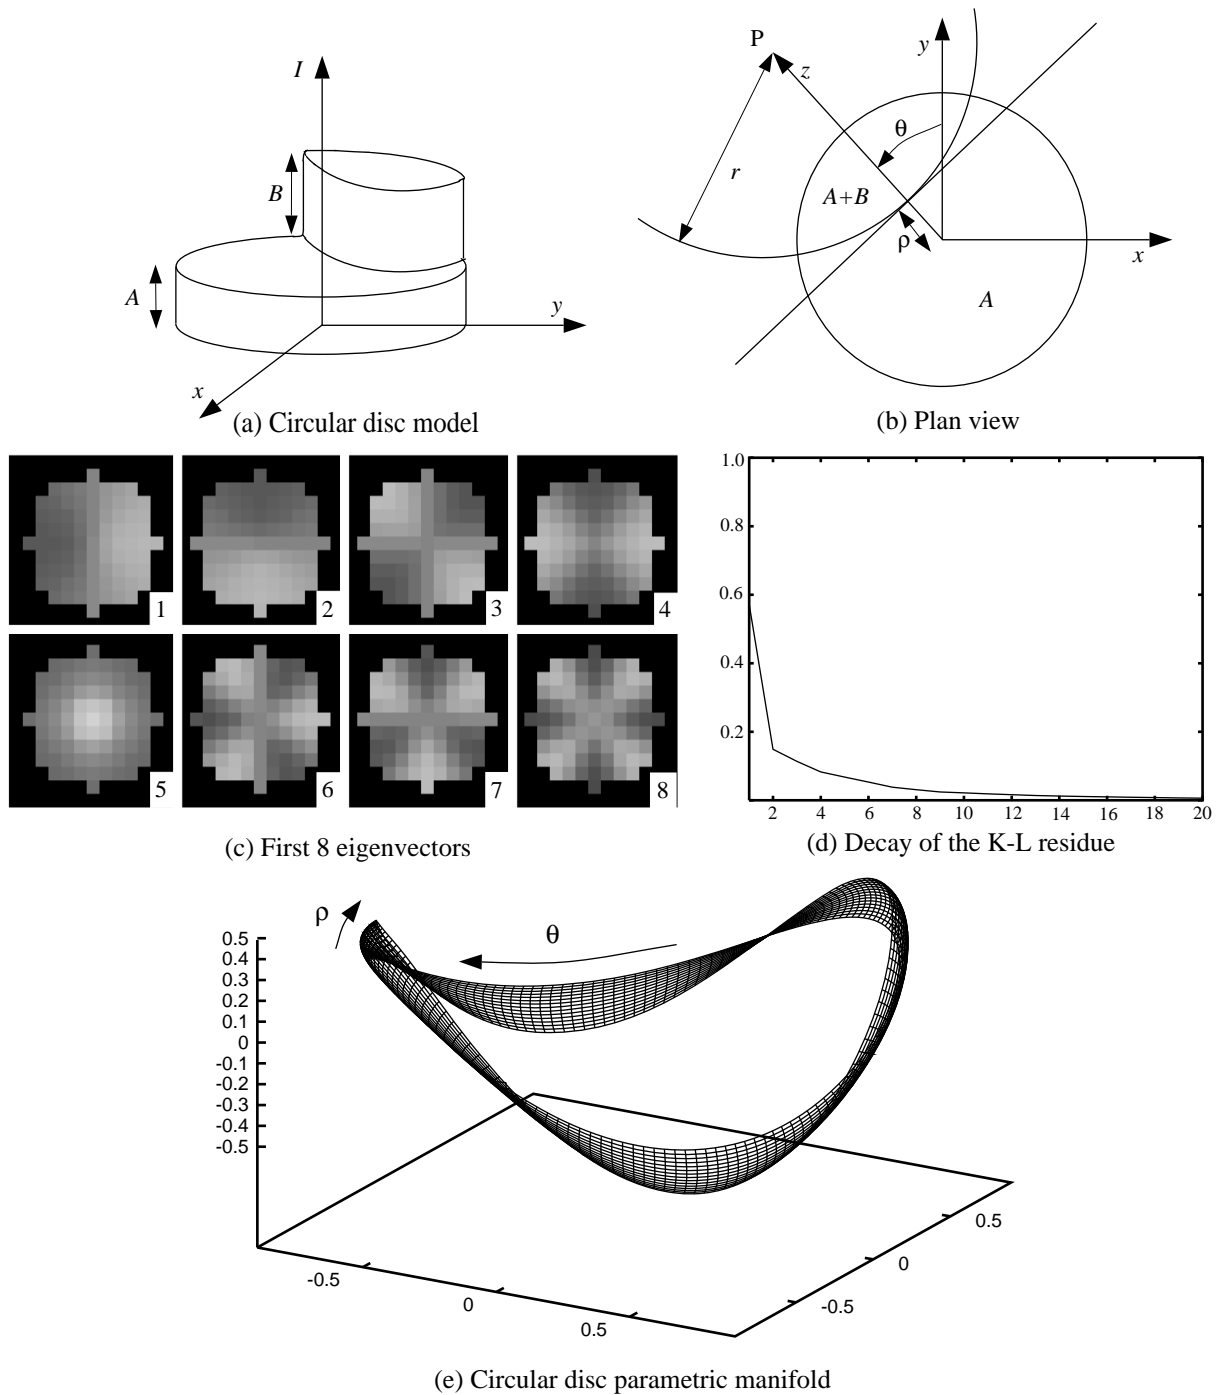 I
B
A
y
x
(a) Circular disc model
P
z
y
θ
r
A+B
ρ
x
A
(b) Plan view
1
2
3
4
5
6
7
8
(c) First 8 eigenvectors
1.0
0.8
0.6
0.4
0.2
2 4 6 8 10 12 14 16 18 20
(d) Decay of the K-L residue
ρ
θ
0.5
0.4
0.3
0.2
0.1
0
-0.1
-0.2
-0.3
-0.4
-0.5
-0.5
0
0.5
-0.5
0
0.5
(e) Circular disc parametric manifold